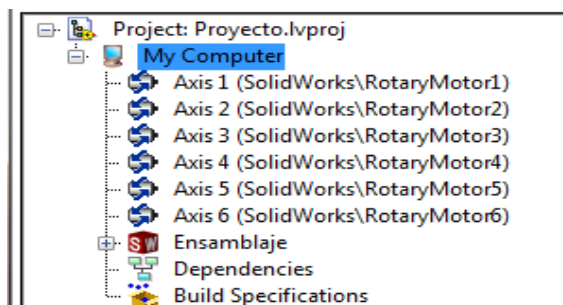 Project: Proyecto.lvproj
My Computer
Axis 1 (SolidWorks\RotaryMotor1)
Axis 2 (SolidWorks\RotaryMotor2)
Axis 3 (SolidWorks\RotaryMotor3)
Axis 4 (SolidWorks\RotaryMotor4)
Axis 5 (SolidWorks\RotaryMotor5)
Axis 6 (SolidWorks\RotaryMotor6)
SW Ensamblaje
Dependencies
Build Specifications